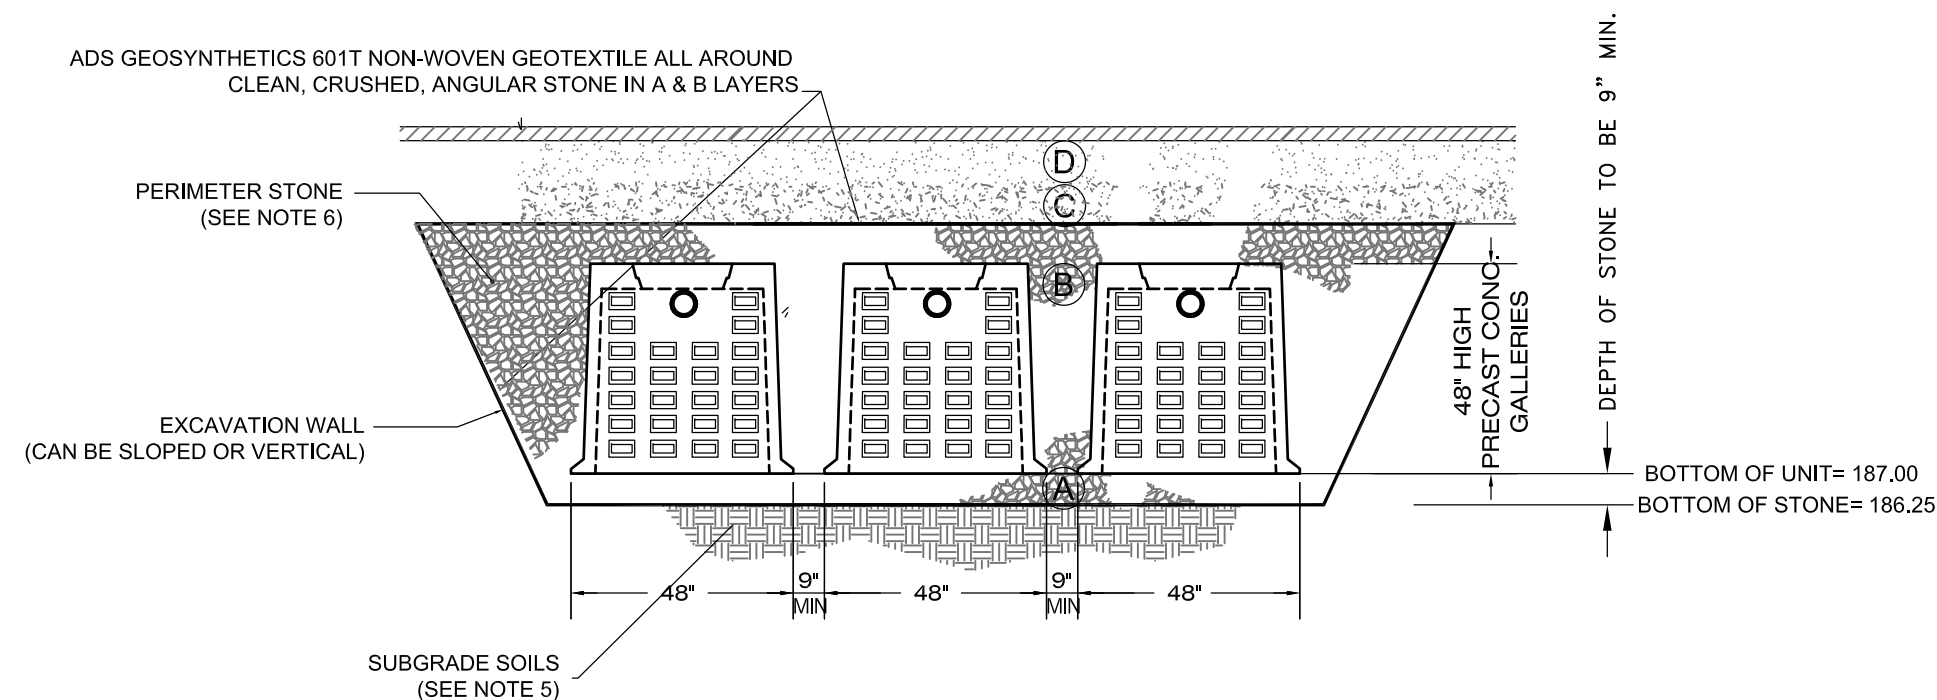 ADS GEOSYNTHETICS 601T NON-WOVEN GEOTEXTILE ALL AROUND
CLEAN, CRUSHED, ANGULAR STONE IN A & B LAYERS
PERIMETER STONE
(SEE NOTE 6)
EXCAVATION WALL
(CAN BE SLOPED OR VERTICAL)
SUBGRADE SOILS
(SEE NOTE 5)
D
C
B
A
48"
9"
MIN
48"
9"
MIN
48"
48" HIGH
PRECAST CONC.
GALLERIES
DEPTH OF STONE TO BE 9” MIN.
BOTTOM OF UNIT= 187.00
BOTTOM OF STONE= 186.25